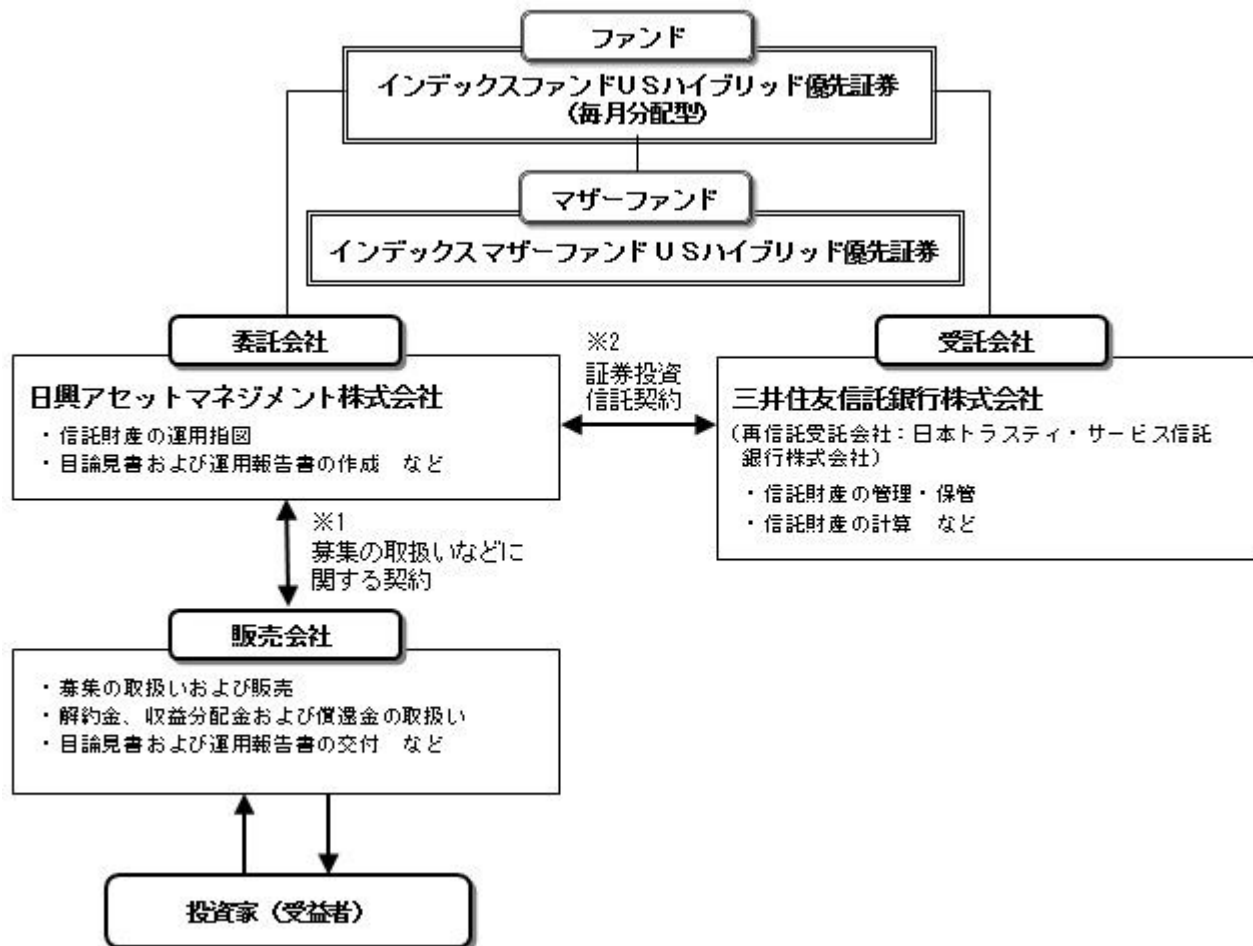 ファンド
インデックスファンドUSハイブリッド優先証券
(毎月分配型)
マザーファンド
インデックスマザーファンドUSハイブリッド優先証券
委託会社
日興アセットマネジメント株式会社
・信託財産の運用指図
・目論見書および運用報告書の作成 など
※2
証券投資
信託契約
受託会社
三井住友信託銀行株式会社
(再信託受託会社:日本トラスティ・サービス信託
銀行株式会社)
・信託財産の管理・保管
・信託財産の計算 など
※1
募集の取扱いなどに
関する契約
販売会社
・募集の取扱いおよび販売
・解約金、収益分配金および償還金の取扱い
・目論見書および運用報告書の交付 など
投資家(受益者)